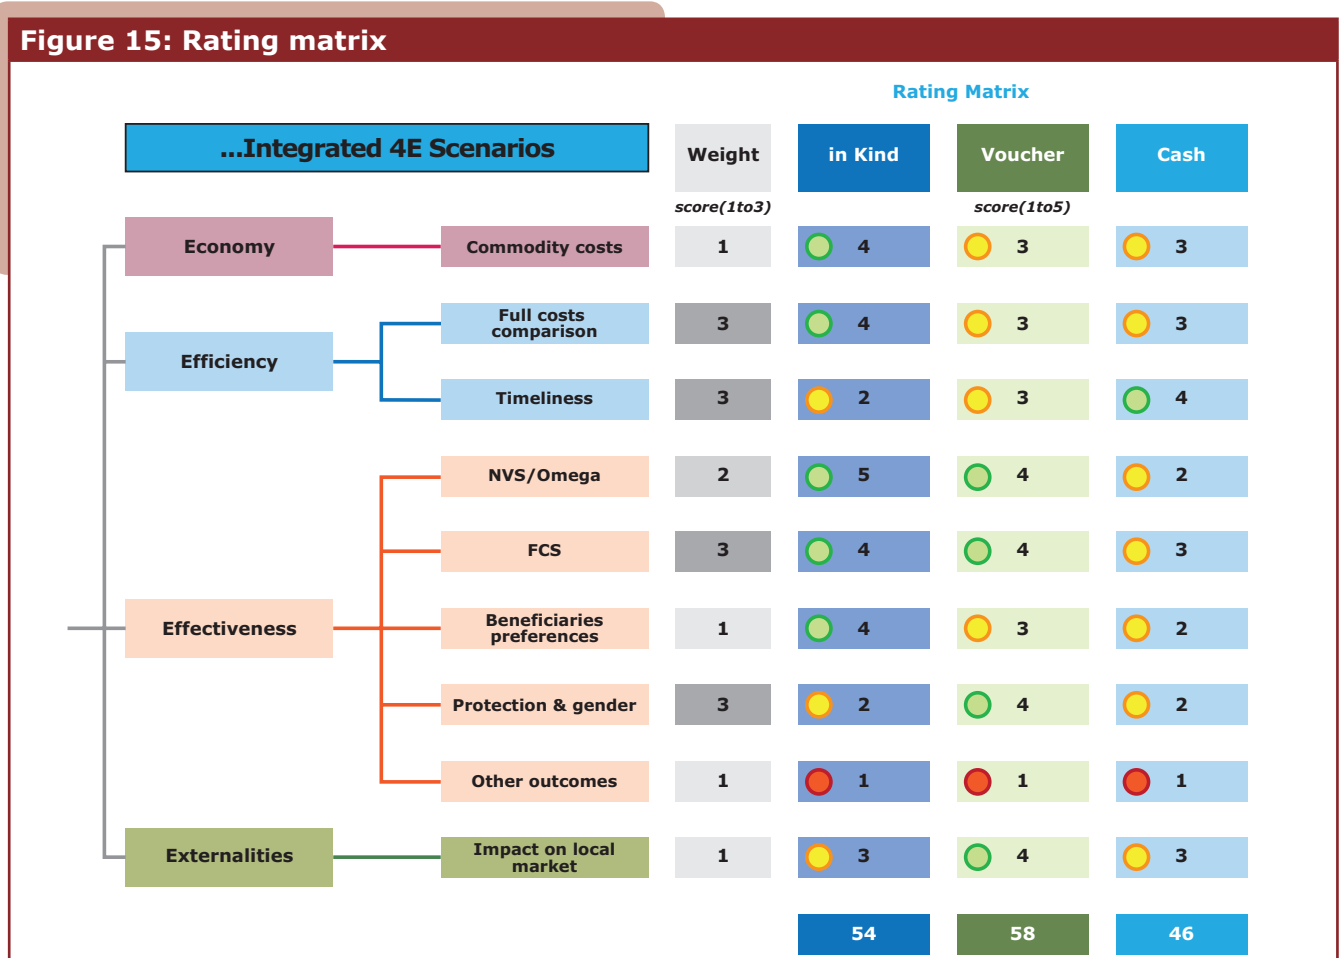 Figure 15: Rating matrix
Rating Matrix
...Integrated 4E Scenarios
Weight
in Kind
Voucher
Cash
score(1to3)
score(1to5)
Economy
Commodity costs
1
4
3
3
Full costs
comparison
3
4
3
3
Efficiency
Timeliness
3
2
3
4
NVS/Omega
2
5
4
2
FCS
3
4
4
3
Effectiveness
Beneficiaries
preferences
1
4
3
2
Protection & gender
3
2
4
2
Other outcomes
1
1
1
1
Externalities
Impact on local
market
1
3
4
3
54
58
46